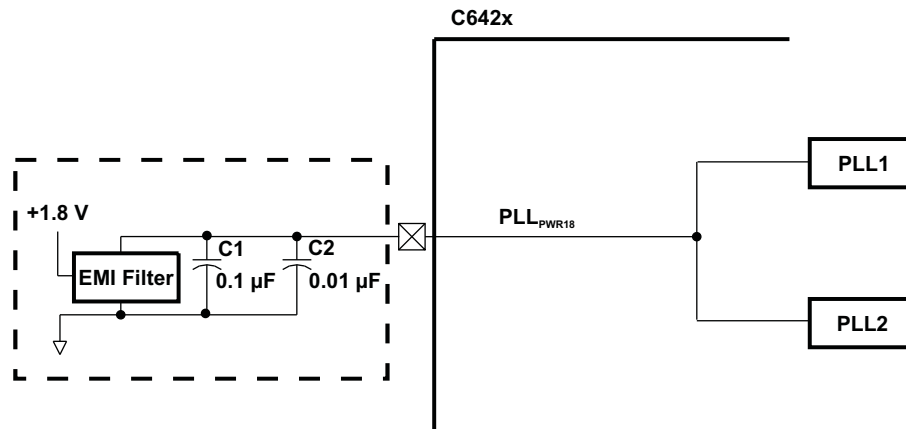 C642x
PLL1
+1.8 V
PLLPWR18
C1
C2
EMI Filter
0.1 µF
0.01 µF
PLL2